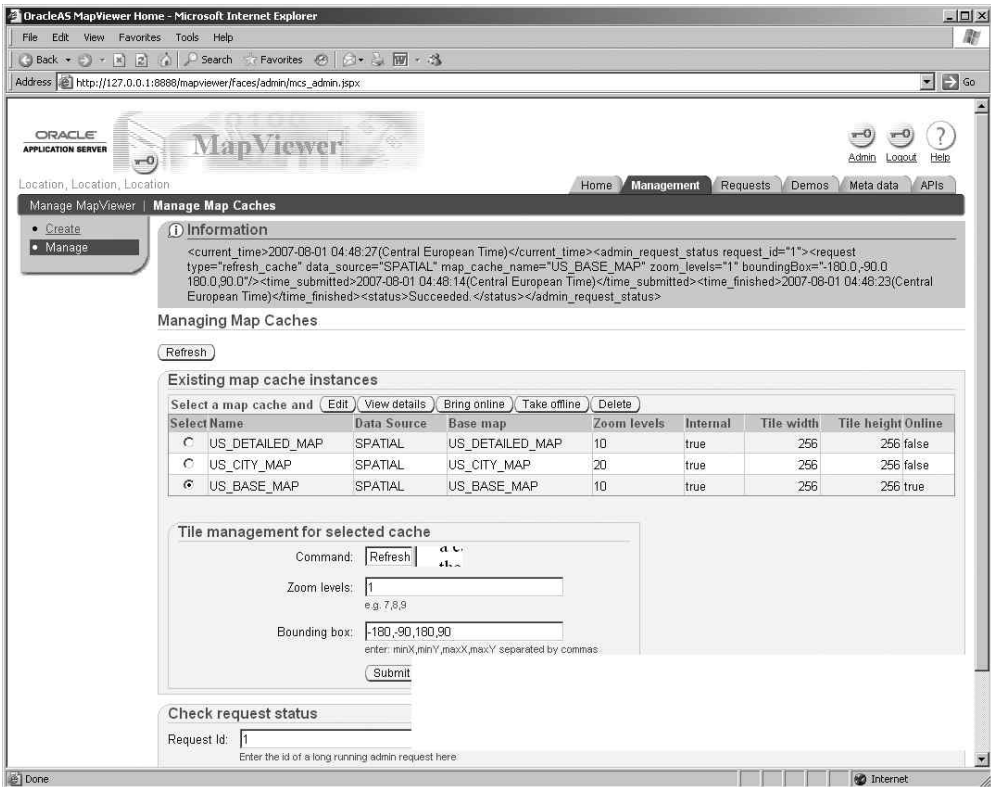 OracleAS MapViewer Home - Microsoft Internet Explorer
File Edit View Favorites Tools Help
Back Search Favorites
Address http://127.0.0.1:8888/mapviewer/faces/admin/mcs_admin.jspx Go
ORACLE
APPLICATION SERVER
MapViewer
Admin Logout Help
Location, Location, Location
Home Management Requests Demos Meta data APIs
Manage MapViewer | Manage Map Caches
Create
Manage
Information
<current_time>2007-08-01 04:48:27(Central European Time)</current_time><admin_request_status request_id="1"><request
type="refresh_cache" data_source="SPATIAL" map_cache_name="US_BASE_MAP" zoom_levels="1" boundingBox="-180.0,-90.0
180.0,90.0"/><time_submitted>2007-08-01 04:48:14(Central European Time)</time_submitted><time_finished>2007-08-01 04:48:23(Central
European Time)</time_finished><status>Succeeded.</status></admin_request_status>
Managing Map Caches
Refresh
Existing map cache instances
Select a map cache and Edit View details Bring online Take offline Delete
Select Name Data Source Base map Zoom levels Internal Tile width Tile height Online
US_DETAILED_MAP SPATIAL US_DETAILED_MAP 10 true 256 256 false
US_CITY_MAP SPATIAL US_CITY_MAP 20 true 256 256 false
US_BASE_MAP SPATIAL US_BASE_MAP 10 true 256 256 true
Tile management for selected cache
Command: Refresh
Zoom levels: 1
e.g. 7,8,9
Bounding box: -180,-90,180,90
enter: minX,minY,maxX,maxY separated by commas
Submit
Check request status
Request Id: 1
Enter the id of a long running admin request here
Done Internet